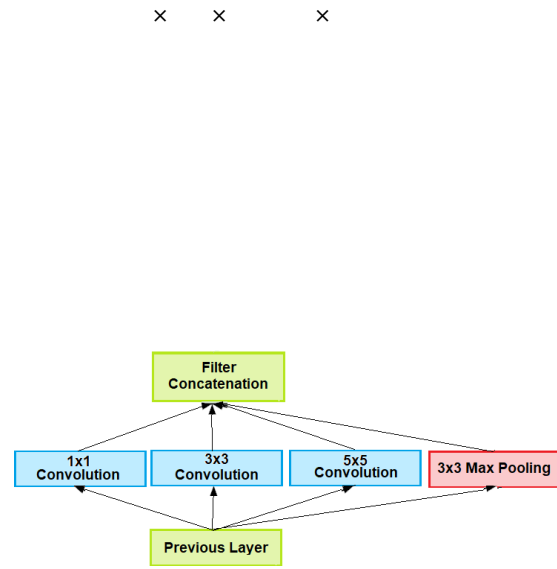 × × ×
Filter
Concatenation
1x1
Convolution
3x3
Convolution
5x5
Convolution
3x3 Max Pooling
Previous Layer